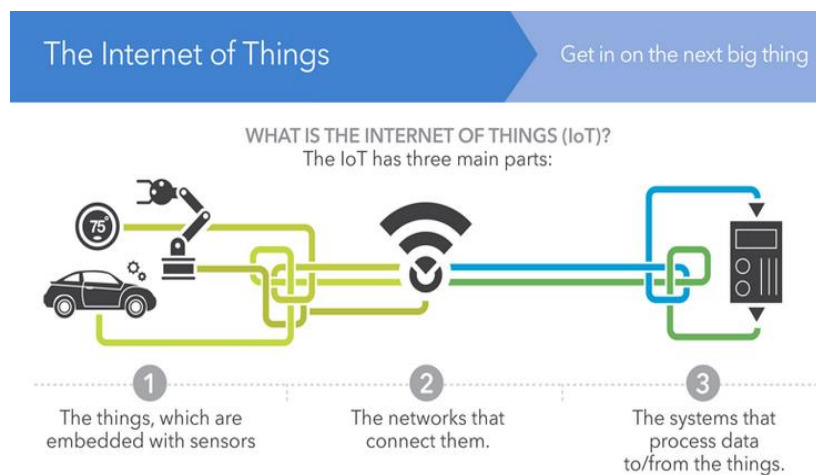 The Internet of Things
Get in on the next big thing
WHAT IS THE INTERNET OF THINGS (IoT)?
The IoT has three main parts:
75°
1
2
3
The things, which are
embedded with sensors
The networks that
connect them.
The systems that
process data
to/from the things.